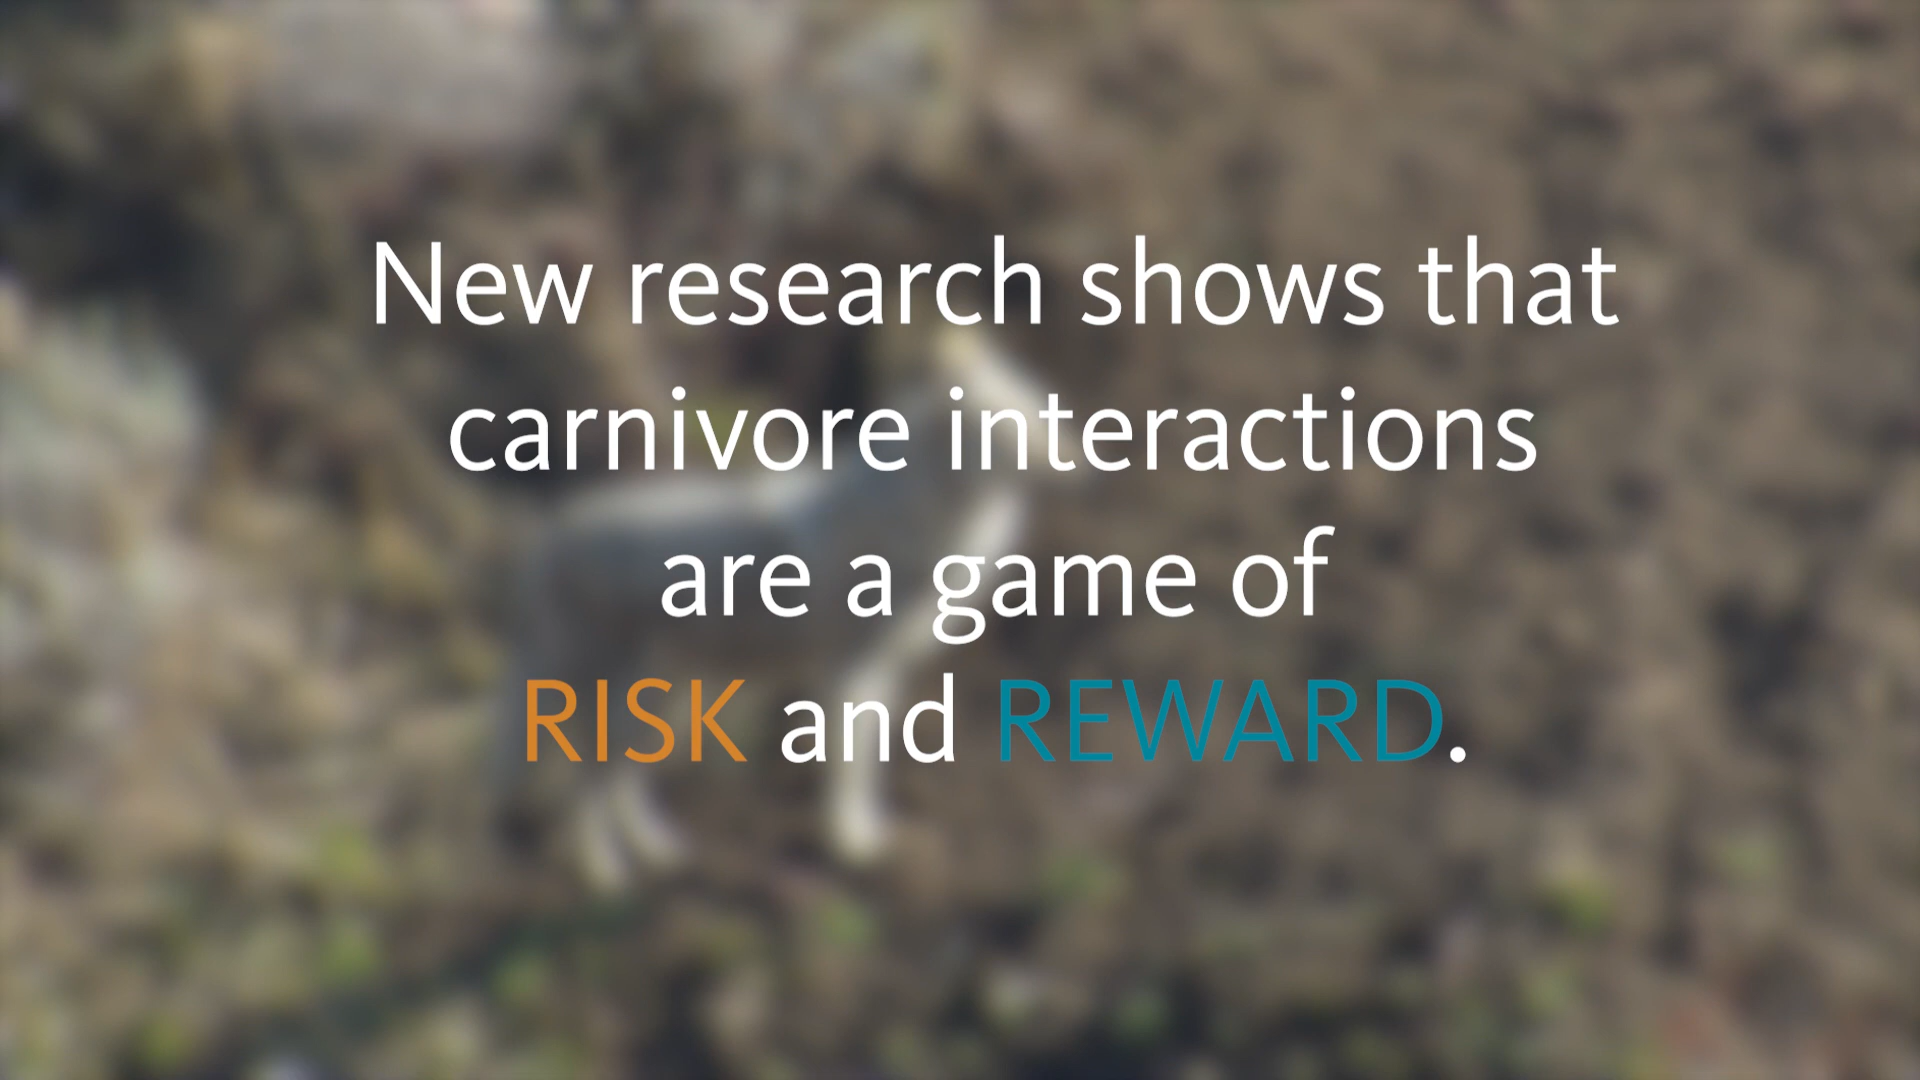 New research shows that
carnivore interactions
are a game of
RISK and REWARD.